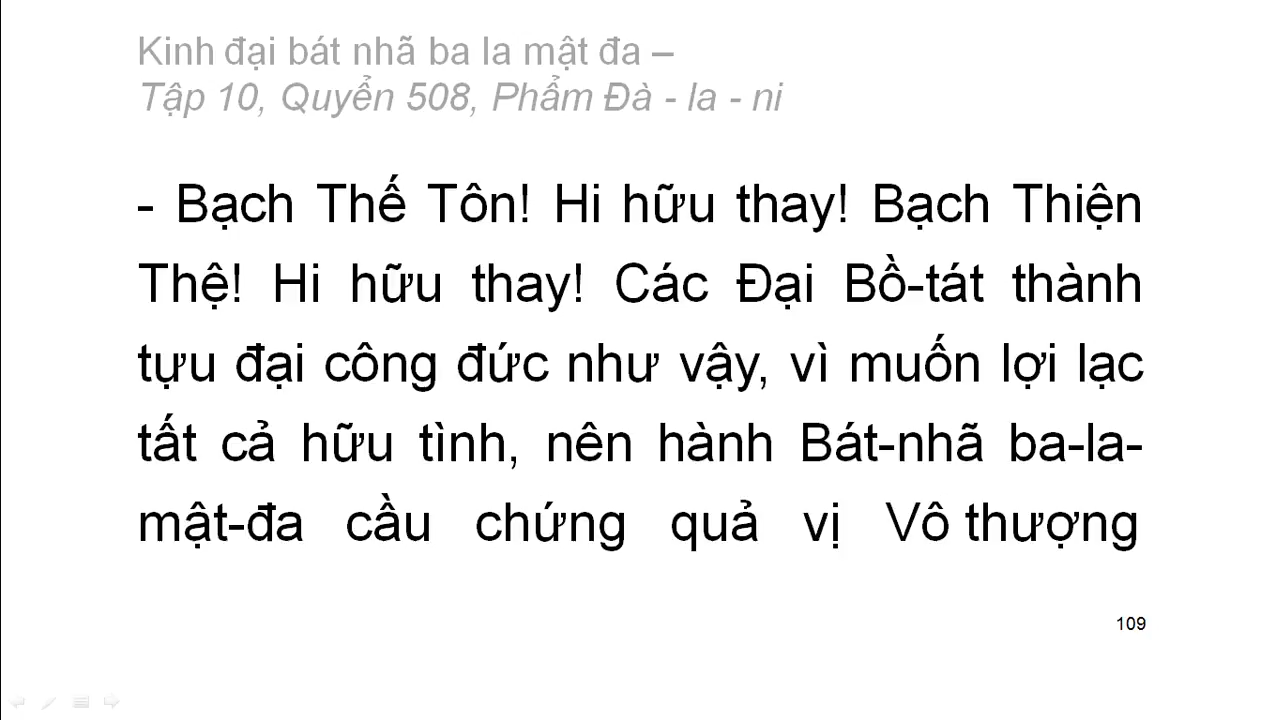 Kinh đại bát nhã ba la mật đa –
Tập 10, Quyển 508, Phẩm Đà - la - ni
- Bạch Thế Tôn! Hi hữu thay! Bạch Thiện
Thệ! Hi hữu thay! Các Đại Bồ-tát thành
tựu đại công đức như vậy, vì muốn lợi lạc
tất cả hữu tình, nên hành Bát-nhã ba-la-
mật-đa cầu chứng quả vị Vô thượng
109